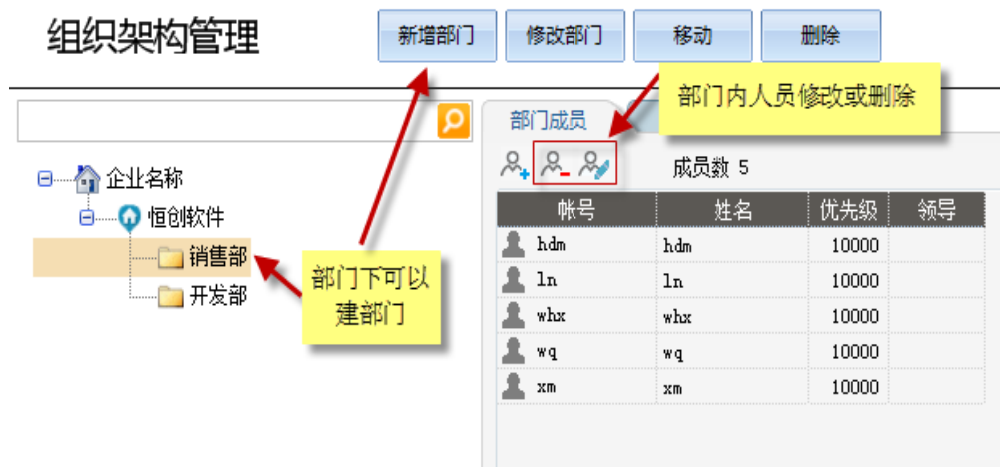 组织架构管理
新增部门
修改部门
移动
删除
部门内人员修改或删除
部门成员
成员数 5
企业名称
恒创软件
销售部
开发部
部门下可以
建部门
帐号 姓名 优先级 领导
hdm hdm 10000
ln ln 10000
whx whx 10000
wq wq 10000
xm xm 10000